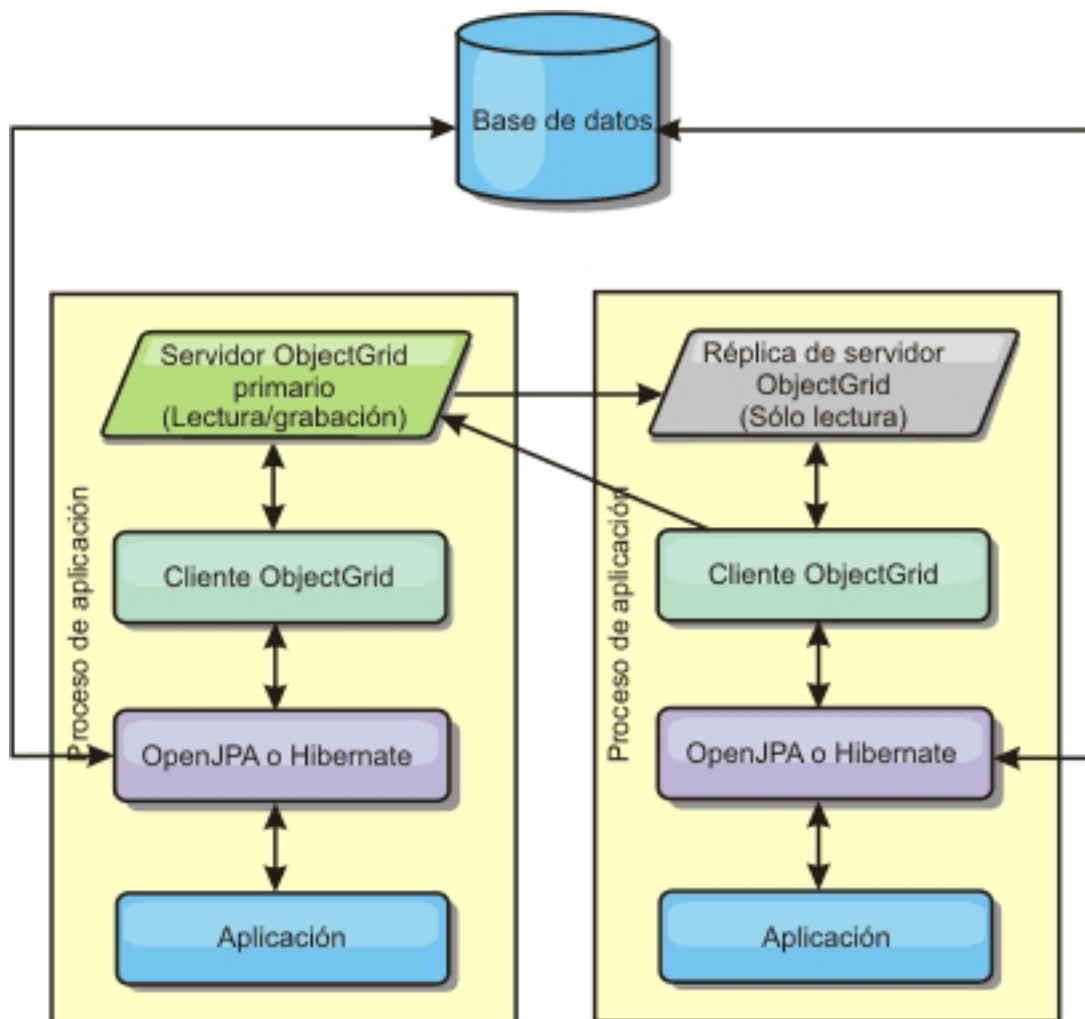 Base de datos
Servidor ObjectGrid
primario
(Lectura/grabación)
Cliente ObjectGrid
OpenJPA o Hibernate
Aplicación
Proceso de aplicación
Réplica de servidor
ObjectGrid
(Sólo lectura)
Cliente ObjectGrid
OpenJPA o Hibernate
Aplicación
Proceso de aplicación